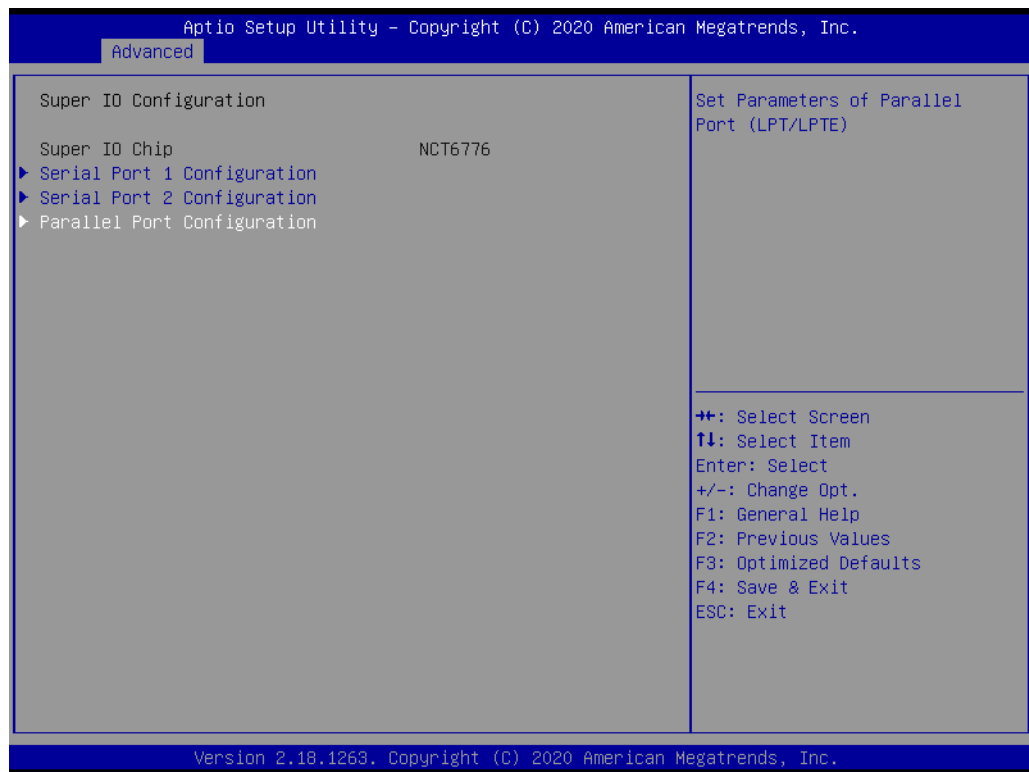 Aptio Setup Utility – Copyright (C) 2020 American Megatrends, Inc.
Advanced
Super IO Configuration
Super IO Chip NCT6776
▶ Serial Port 1 Configuration
▶ Serial Port 2 Configuration
▶ Parallel Port Configuration
Set Parameters of Parallel
Port (LPT/LPTE)
→←: Select Screen
↑↓: Select Item
Enter: Select
+/-: Change Opt.
F1: General Help
F2: Previous Values
F3: Optimized Defaults
F4: Save & Exit
ESC: Exit
Version 2.18.1263. Copyright (C) 2020 American Megatrends, Inc.